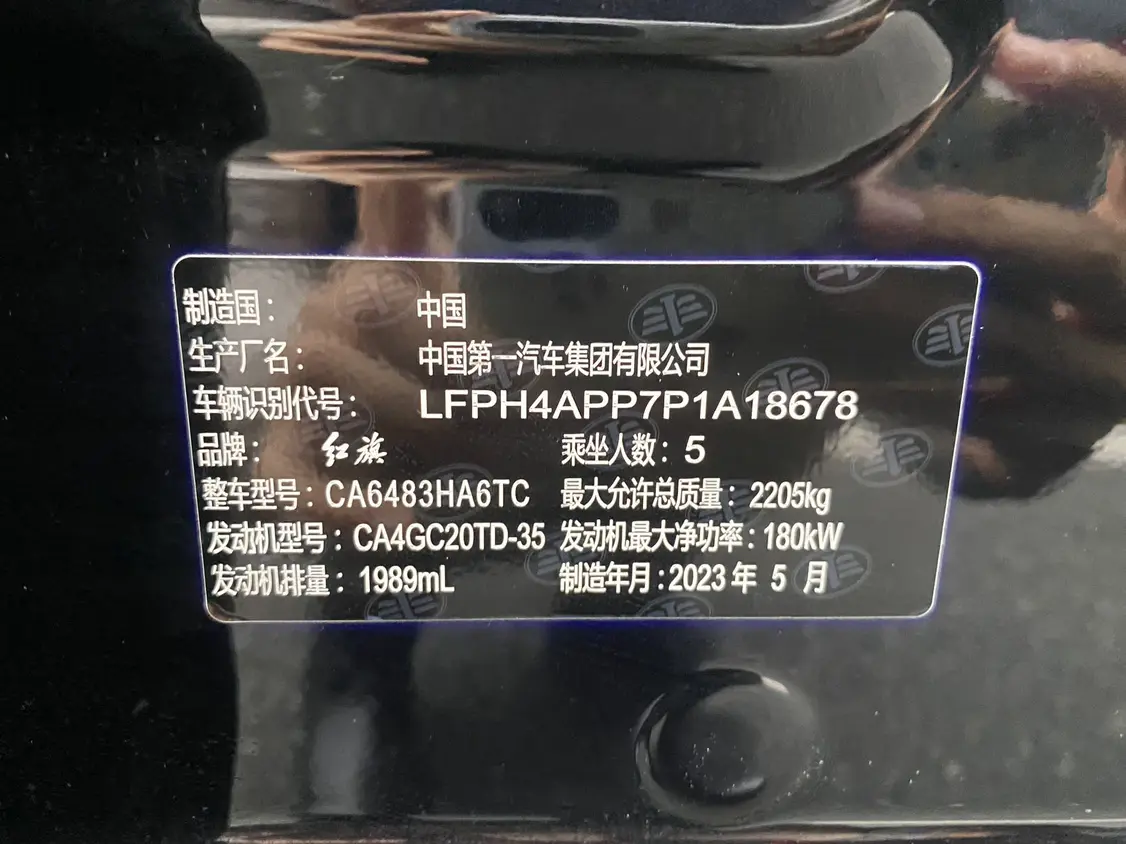 制造国： 中国
生产厂名： 中国第一汽车集团有限公司
车辆识别代号： LFPH4APP7P1A18678
品牌： 红旗 乘坐人数：5
整车型号：CA6483HA6TC 最大允许总质量：2205kg
发动机型号：CA4GC20TD-35 发动机最大净功率：180kW
发动机排量：1989mL 制造年月：2023年 5 月